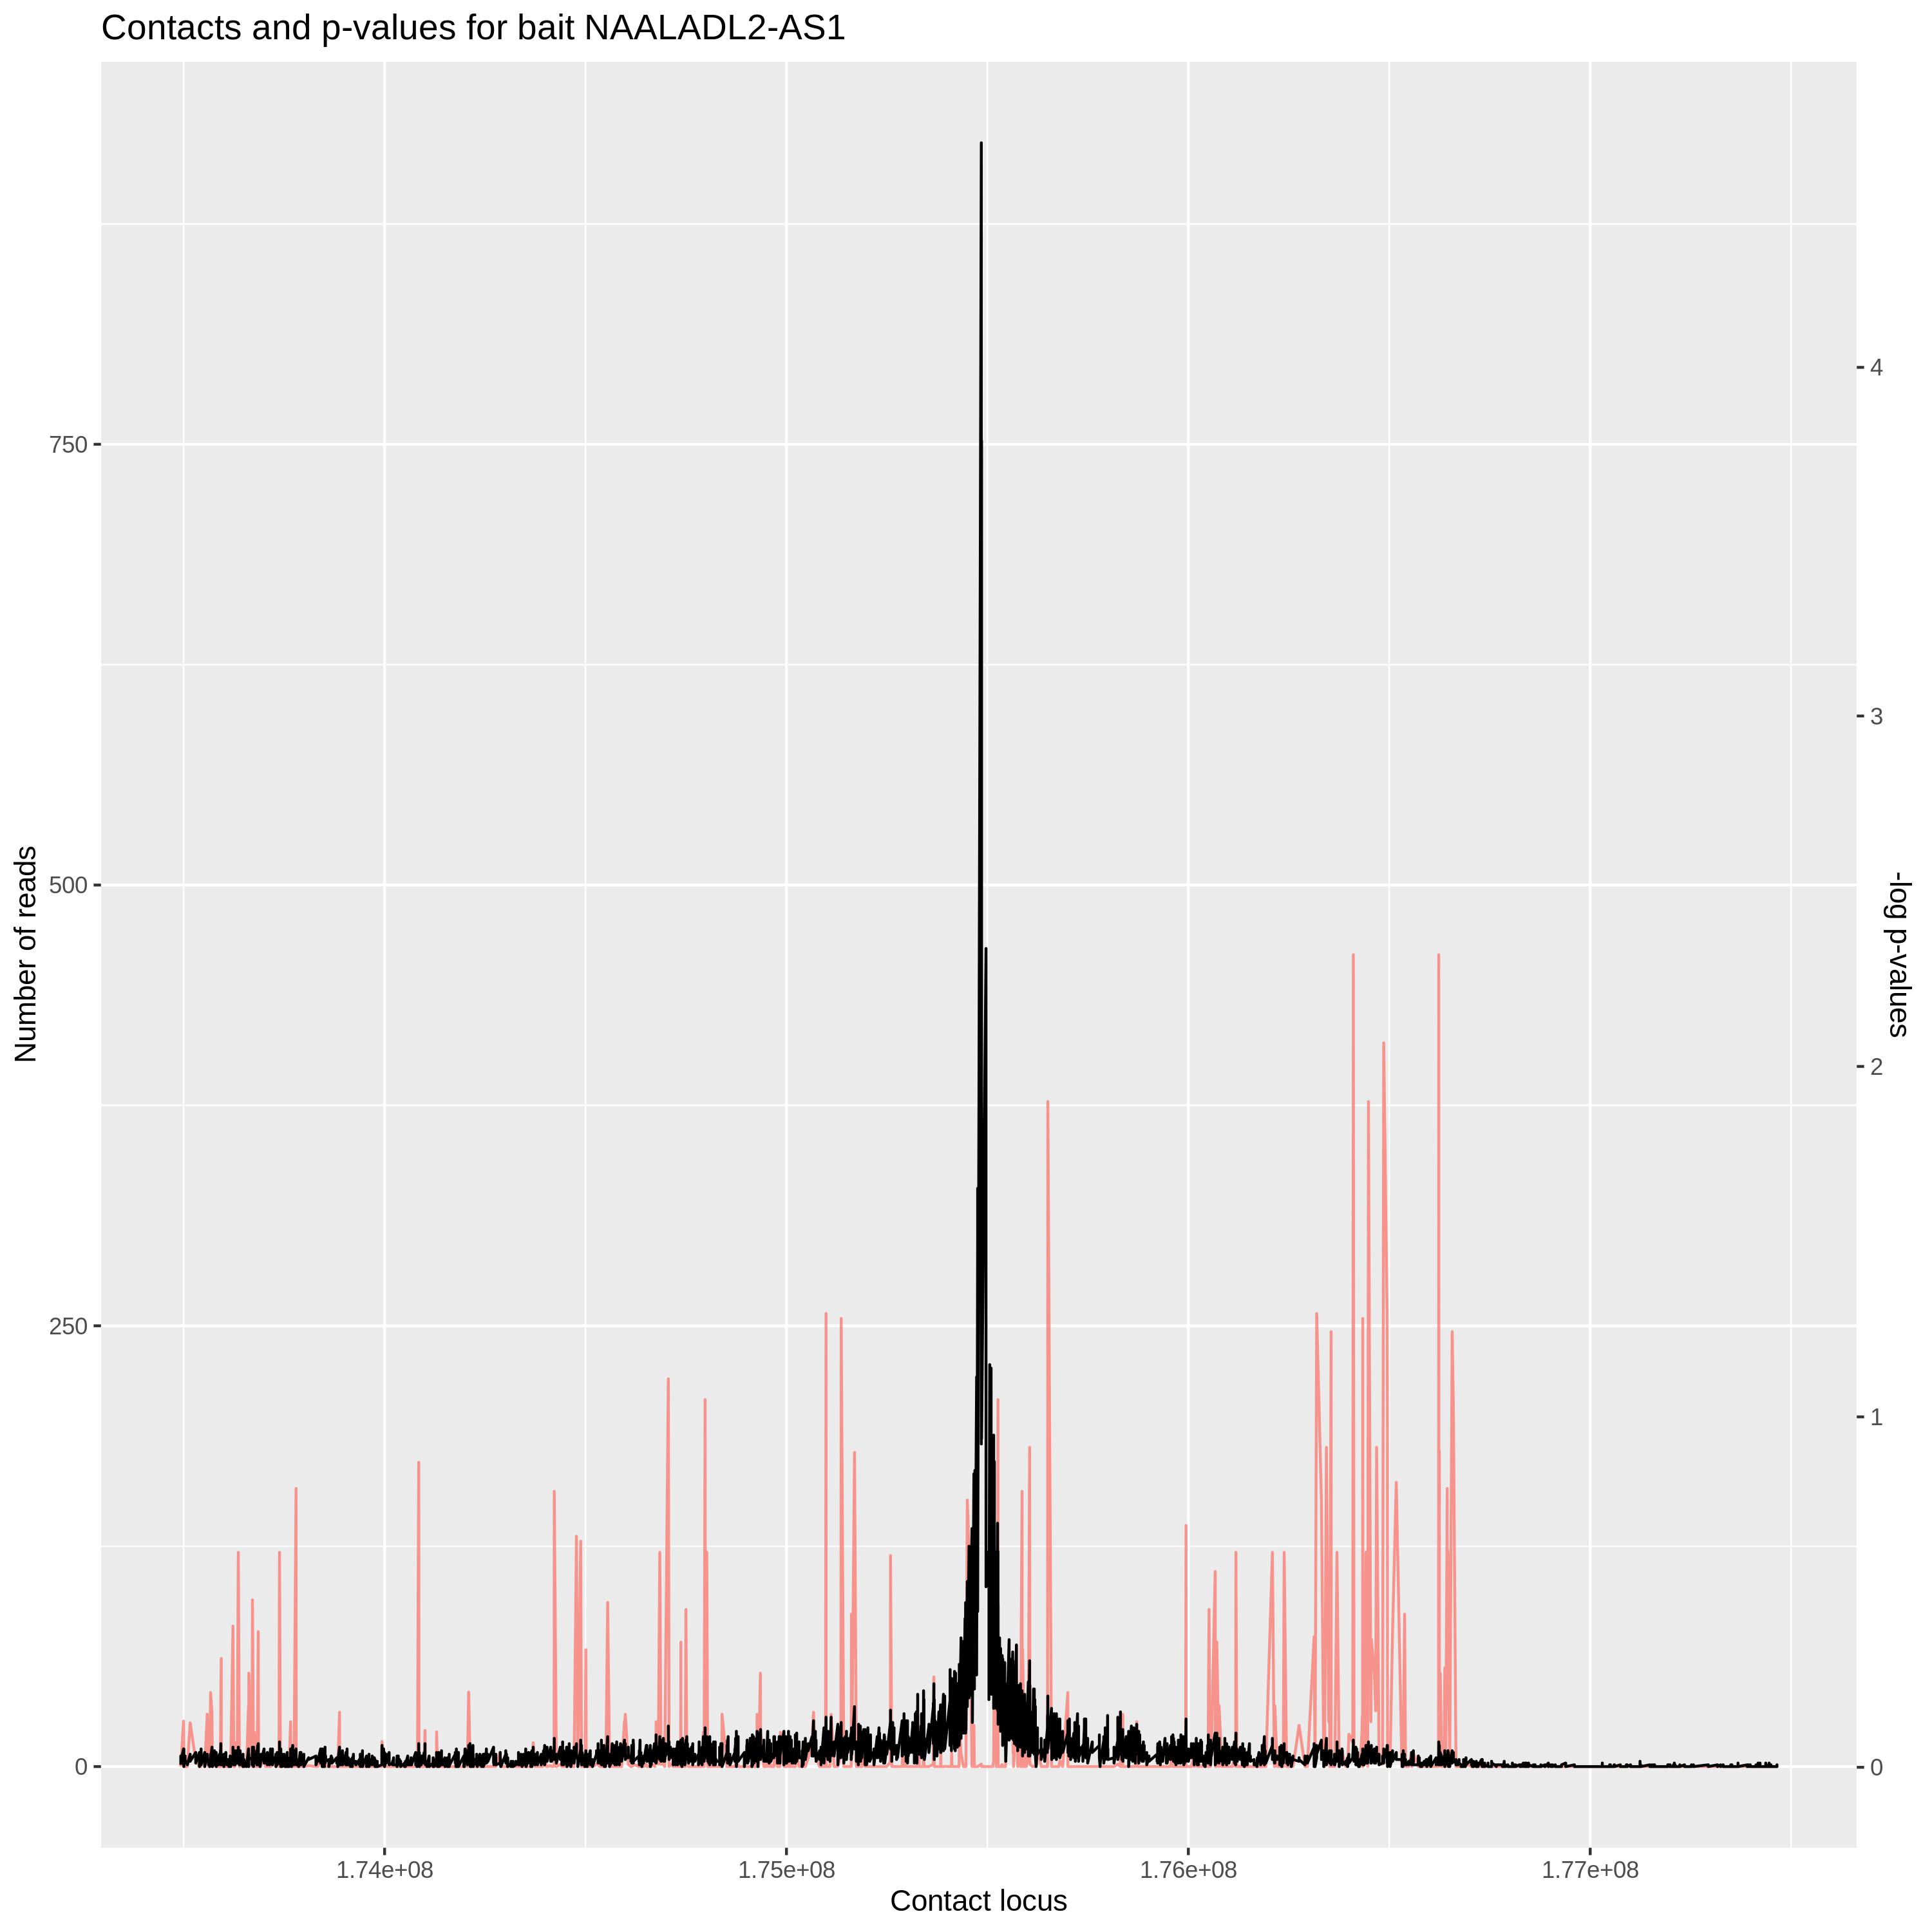 Contacts and p-values for bait NAALADL2-AS1
Number of reads
750
500
250
0
4
3
2
1
0
-log p-values
1.74e+08
1.75e+08
1.76e+08
1.77e+08
Contact locus